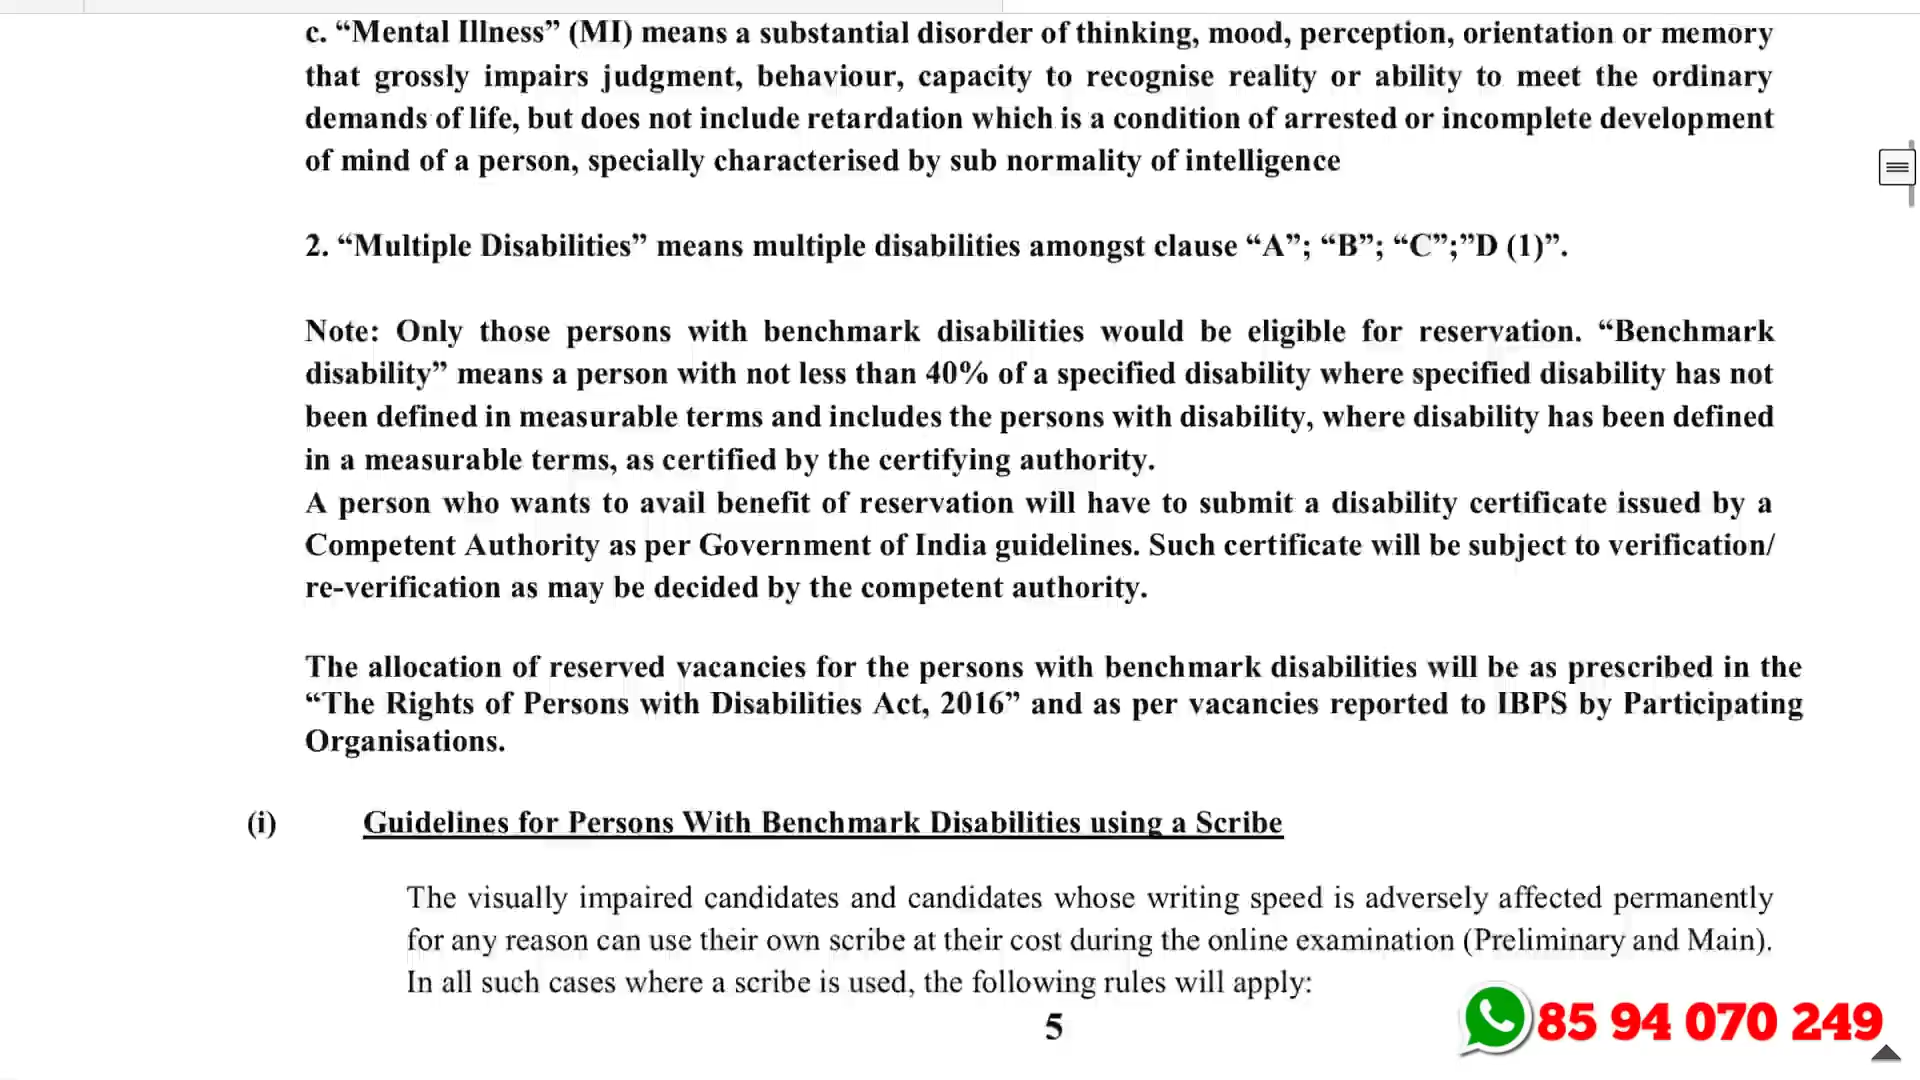 c. “Mental Illness” (MI) means a substantial disorder of thinking, mood, perception, orientation or memory
that grossly impairs judgment, behaviour, capacity to recognise reality or ability to meet the ordinary
demands of life, but does not include retardation which is a condition of arrested or incomplete development
of mind of a person, specially characterised by sub normality of intelligence
2. “Multiple Disabilities” means multiple disabilities amongst clause “A”; “B”; “C”;”D (1)”.
Note: Only those persons with benchmark disabilities would be eligible for reservation. “Benchmark
disability” means a person with not less than 40% of a specified disability where specified disability has not
been defined in measurable terms and includes the persons with disability, where disability has been defined
in a measurable terms, as certified by the certifying authority.
A person who wants to avail benefit of reservation will have to submit a disability certificate issued by a
Competent Authority as per Government of India guidelines. Such certificate will be subject to verification/
re-verification as may be decided by the competent authority.
The allocation of reserved vacancies for the persons with benchmark disabilities will be as prescribed in the
“The Rights of Persons with Disabilities Act, 2016” and as per vacancies reported to IBPS by Participating
Organisations.
(i) Guidelines for Persons With Benchmark Disabilities using a Scribe
The visually impaired candidates and candidates whose writing speed is adversely affected permanently
for any reason can use their own scribe at their cost during the online examination (Preliminary and Main).
In all such cases where a scribe is used, the following rules will apply:
5
85 94 070 249